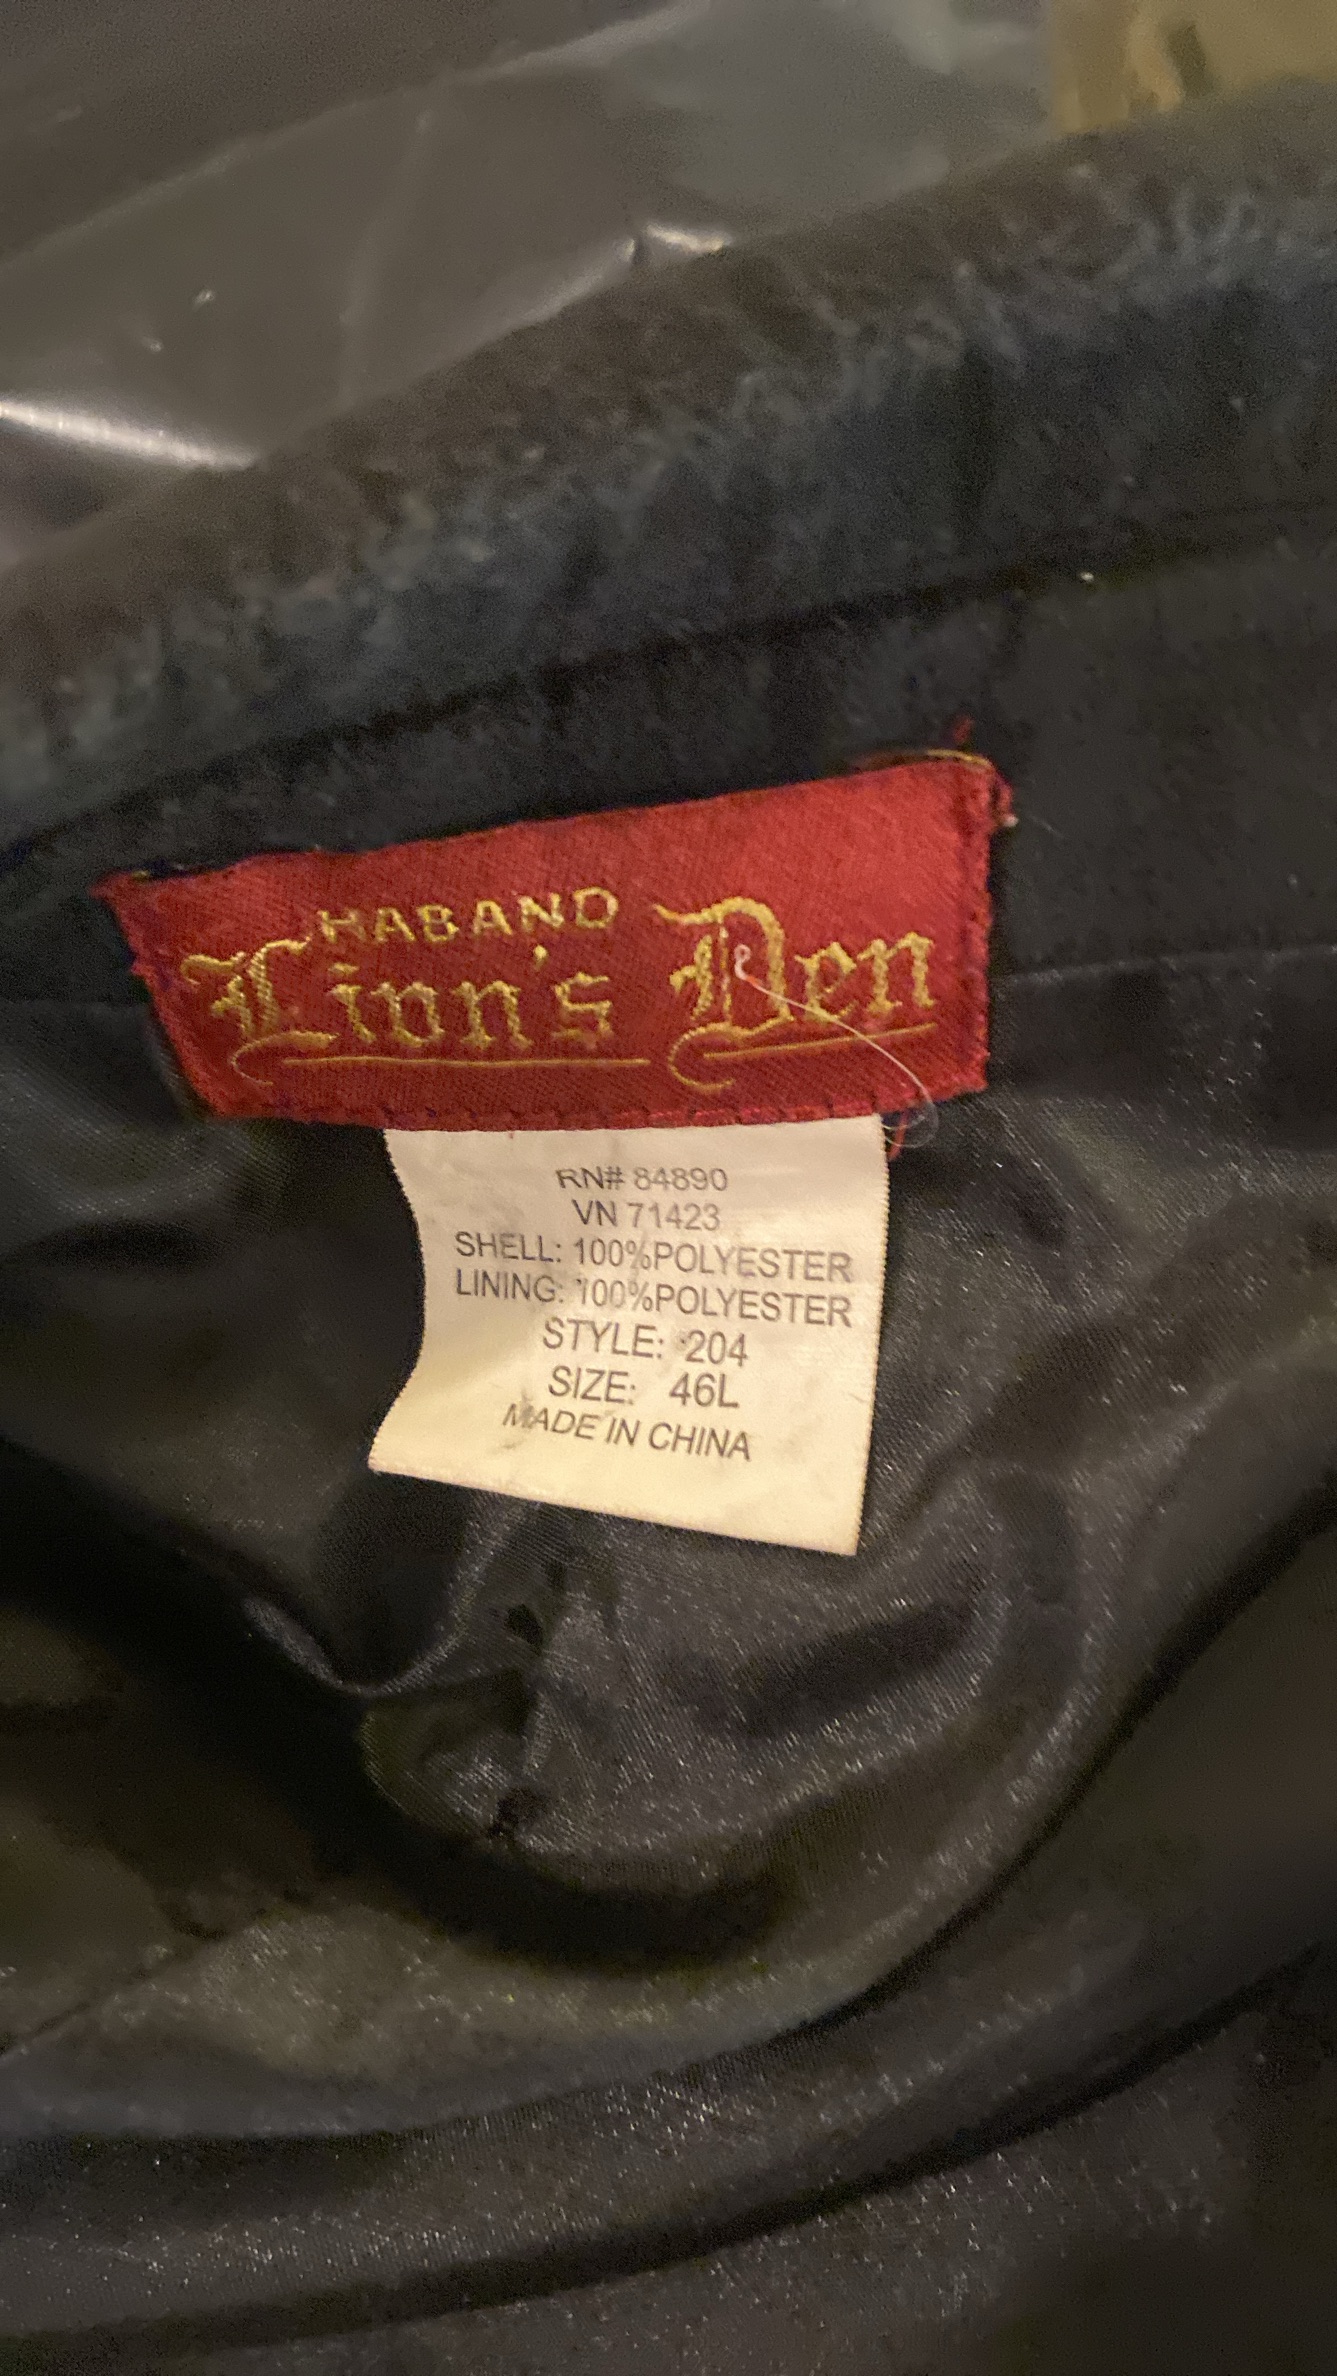 HABAND
Lion's Den
RN# 84890
VN 71423
SHELL: 100%POLYESTER
LINING: 100%POLYESTER
STYLE: 204
SIZE: 46L
MADE IN CHINA